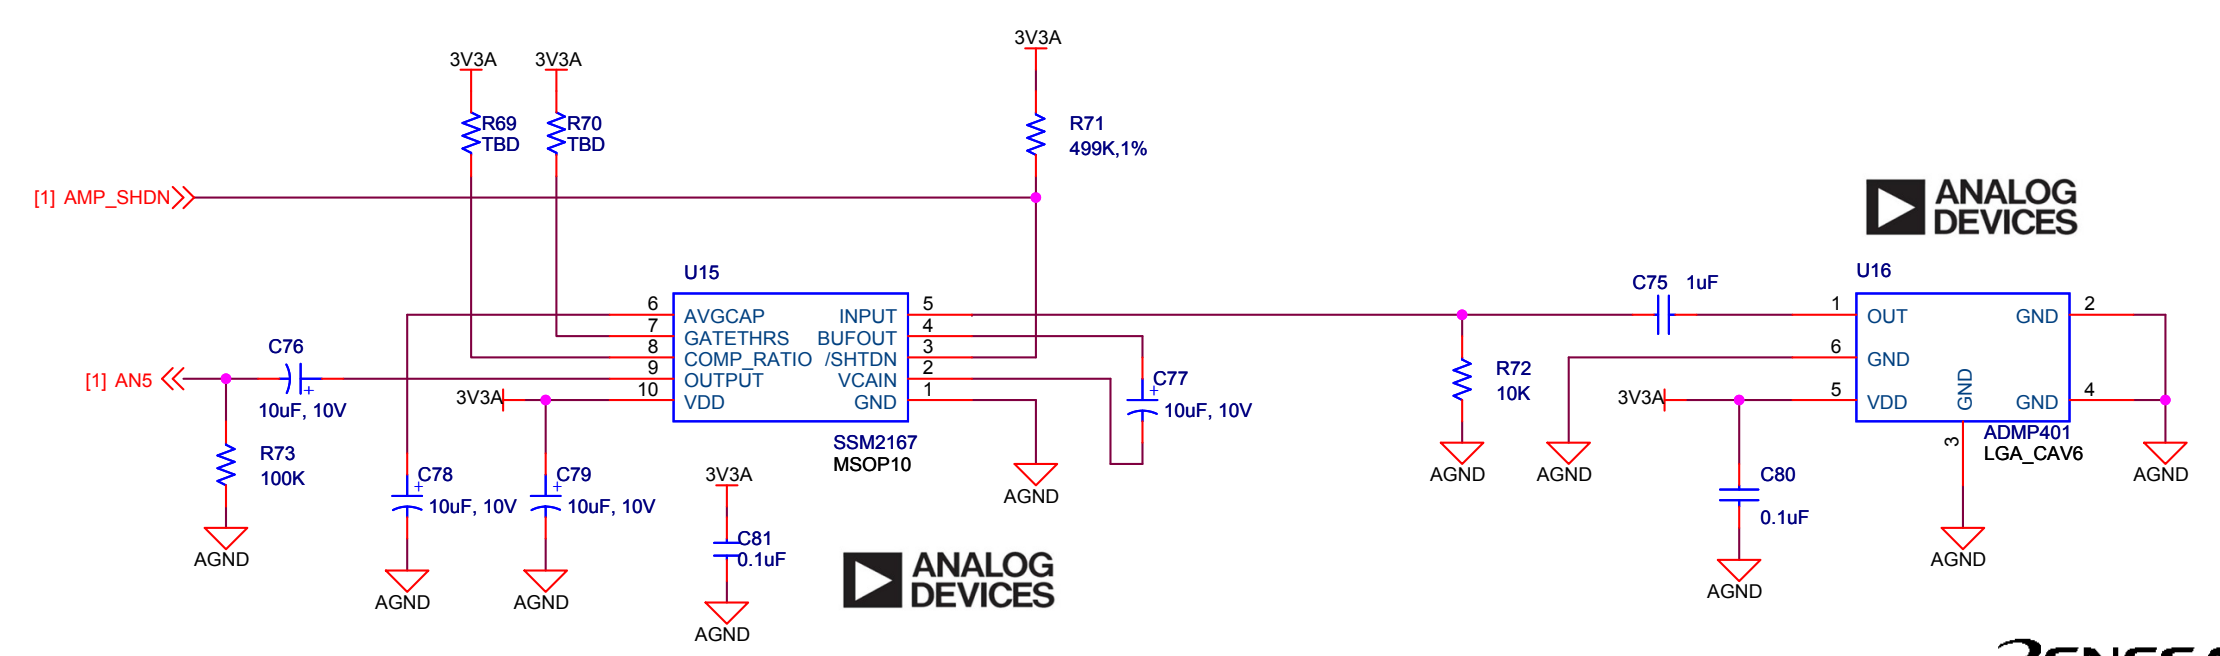 3V3A
3V3A
3V3A
R69
TBD
R70
TBD
R71
499K,1%
[1] AMP_SHDN
ANALOG
DEVICES
U15
U16
C75 1uF
6 AVGCAP
7 GATETHRS
8 COMP_RATIO
9 OUTPUT
10 VDD
INPUT 5
BUFOUT 4
/SHTDN 3
VCAIN 2
GND 1
SSM2167
MSOP10
1 OUT
6 GND
5 VDD
GND 2
GND 4
GND
3
ADMP401
LGA_CAV6
C76
+
10uF, 10V
[1] AN5
3V3A
C77
+
10uF, 10V
R72
10K
3V3A
AGND
AGND
AGND
AGND
R73
100K
AGND
C78
+
10uF, 10V
AGND
C79
+
10uF, 10V
AGND
3V3A
C81
0.1uF
AGND
ANALOG
DEVICES
C80
0.1uF
AGND
AGND